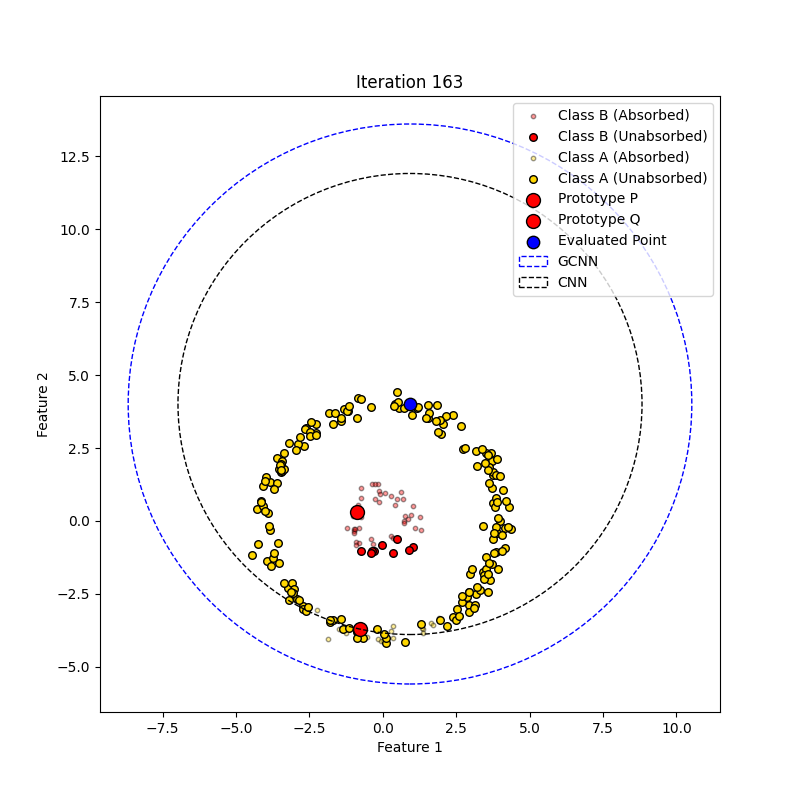 Iteration 163
Class B (Absorbed)
Class B (Unabsorbed)
Class A (Absorbed)
Class A (Unabsorbed)
Prototype P
Prototype Q
Evaluated Point
GCNN
CNN
12.5
10.0
7.5
5.0
2.5
0.0
−2.5
−5.0
Feature 2
−7.5 −5.0 −2.5 0.0 2.5 5.0 7.5 10.0
Feature 1